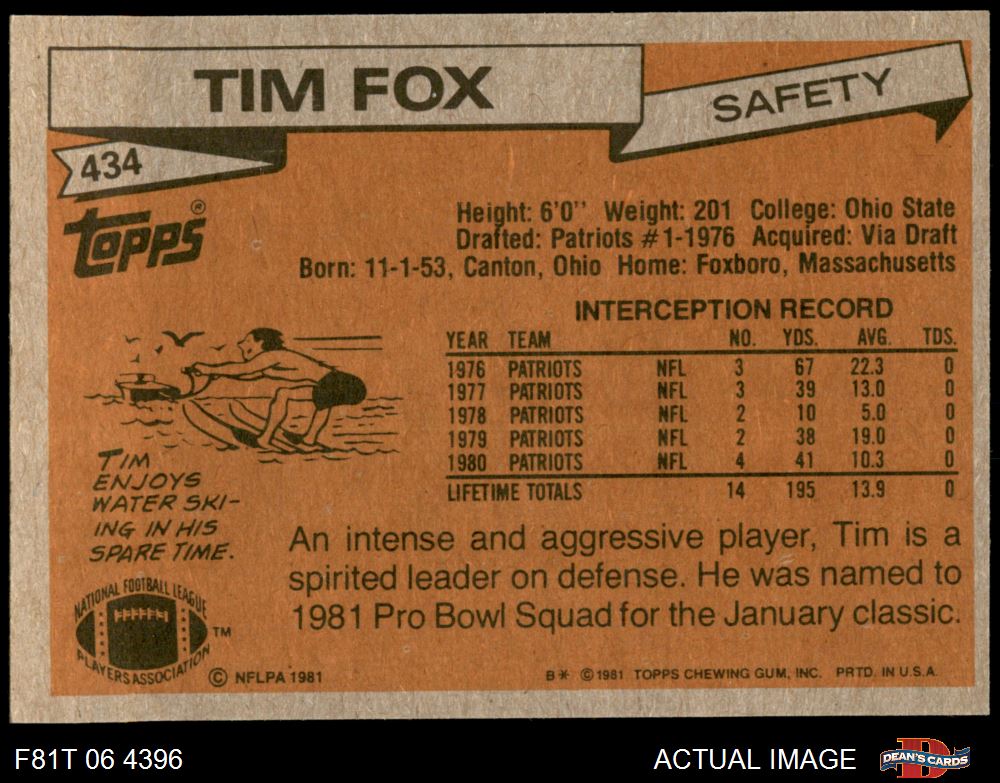 TIM FOX
SAFETY
434
Topps®
Height: 6'0'' Weight: 201 College: Ohio State
Drafted: Patriots #1-1976 Acquired: Via Draft
Born: 11-1-53, Canton, Ohio Home: Foxboro, Massachusetts
INTERCEPTION RECORD
YEAR TEAM NO. YDS. AVG. TDS.
1976 PATRIOTS NFL 3 67 22.3 0
1977 PATRIOTS NFL 3 39 13.0 0
1978 PATRIOTS NFL 2 10 5.0 0
1979 PATRIOTS NFL 2 38 19.0 0
1980 PATRIOTS NFL 4 41 10.3 0
LIFETIME TOTALS 14 195 13.9 0
TIM
ENJOYS
WATER SKI-
ING IN HIS
SPARE TIME.
An intense and aggressive player, Tim is a
spirited leader on defense. He was named to
1981 Pro Bowl Squad for the January classic.
NATIONAL FOOTBALL LEAGUE
PLAYERS ASSOCIATION
TM
© NFLPA 1981
B* © 1981 TOPPS CHEWING GUM, INC. PRTD. IN U.S.A.
F81T 06 4396
ACTUAL IMAGE
DEAN'S CARDS